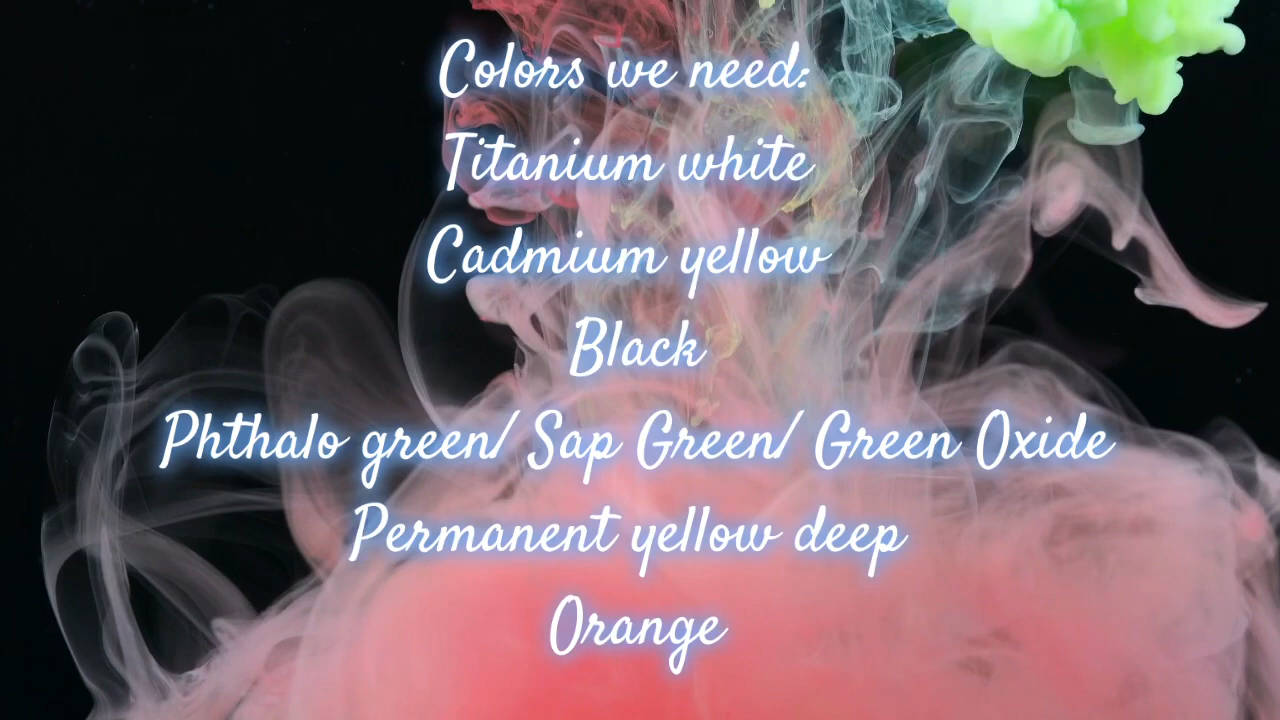 Colors we need:
Titanium white
Cadmium yellow
Black
Phthalo green/ Sap Green/ Green Oxide
Permanent yellow deep
Orange